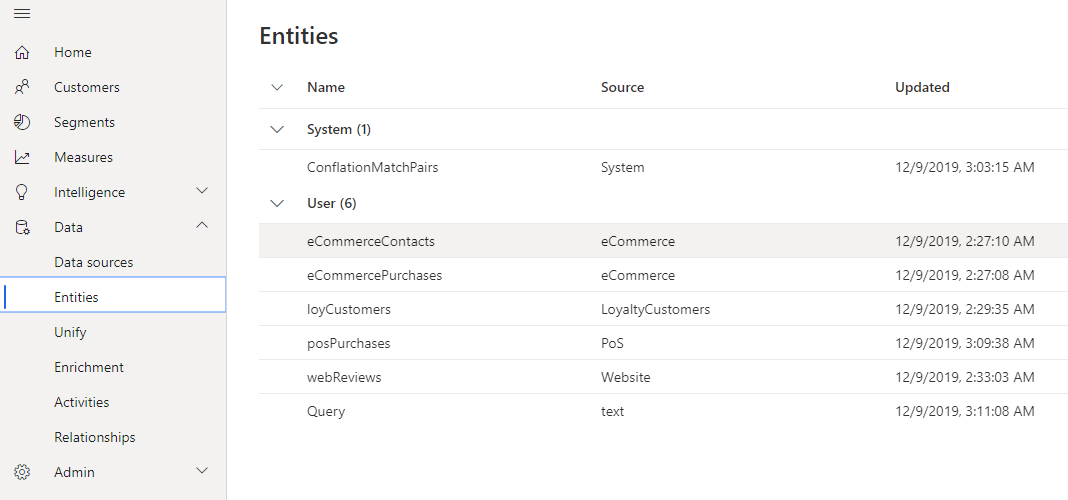 Home
Customers
Segments
Measures
Intelligence
Data
Data sources
Entities
Unify
Enrichment
Activities
Relationships
Admin
Entities
Name Source Updated
System (1)
ConflationMatchPairs System 12/9/2019, 3:03:15 AM
User (6)
eCommerceContacts eCommerce 12/9/2019, 2:27:10 AM
eCommercePurchases eCommerce 12/9/2019, 2:27:08 AM
loyCustomers LoyaltyCustomers 12/9/2019, 2:29:35 AM
posPurchases PoS 12/9/2019, 3:09:38 AM
webReviews Website 12/9/2019, 2:33:03 AM
Query text 12/9/2019, 3:11:08 AM